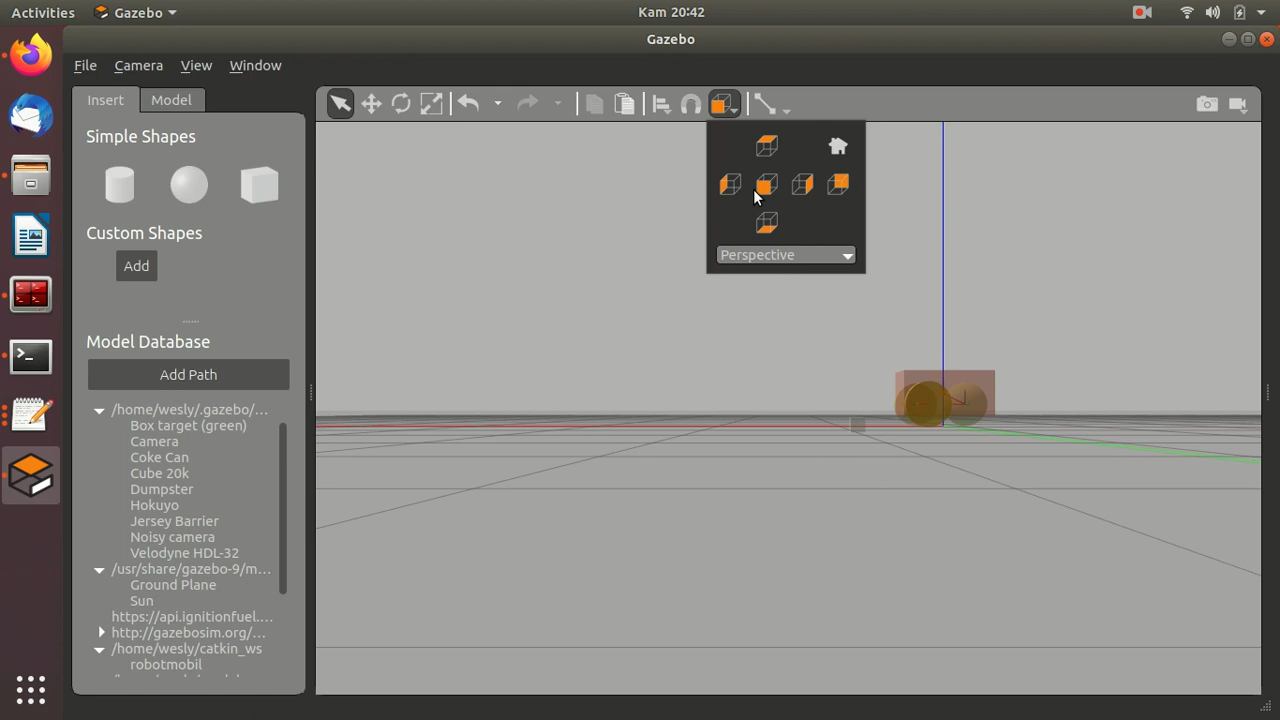 Activities
Gazebo
Kam 20:42
Gazebo
File
Camera
View
Window
Insert
Model
Simple Shapes
Custom Shapes
Add
Model Database
Add Path
/home/wesly/.gazebo/...
Box target (green)
Camera
Coke Can
Cube 20k
Dumpster
Hokuyo
Jersey Barrier
Noisy camera
Velodyne HDL-32
/usr/share/gazebo-9/m...
Ground Plane
Sun
https://api.ignitionfuel....
http://gazebosim.org/...
/home/wesly/catkin_ws
robotmobil
Perspective